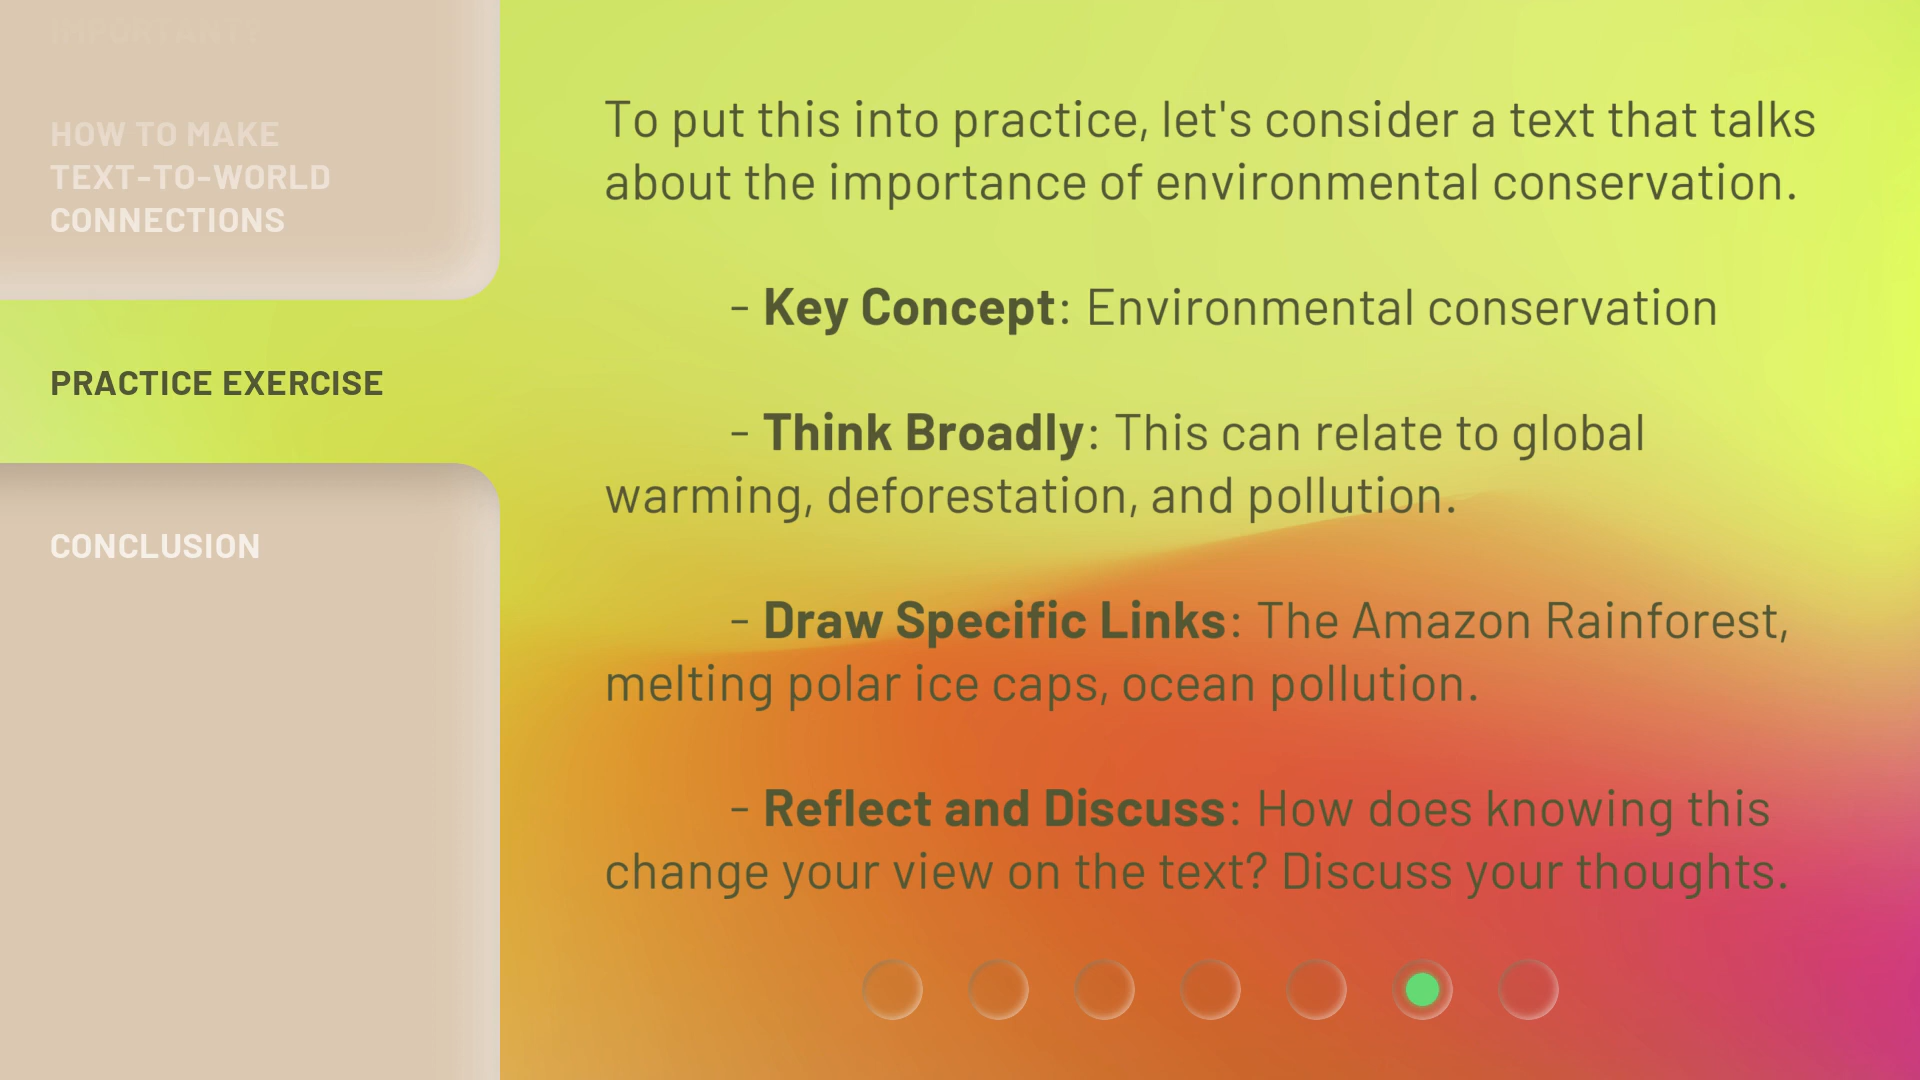 IMPORTANT?
HOW TO MAKE
TEXT-TO-WORLD
CONNECTIONS
PRACTICE EXERCISE
CONCLUSION
To put this into practice, let's consider a text that talks
about the importance of environmental conservation.
- Key Concept: Environmental conservation
- Think Broadly: This can relate to global
warming, deforestation, and pollution.
- Draw Specific Links: The Amazon Rainforest,
melting polar ice caps, ocean pollution.
- Reflect and Discuss: How does knowing this
change your view on the text? Discuss your thoughts.